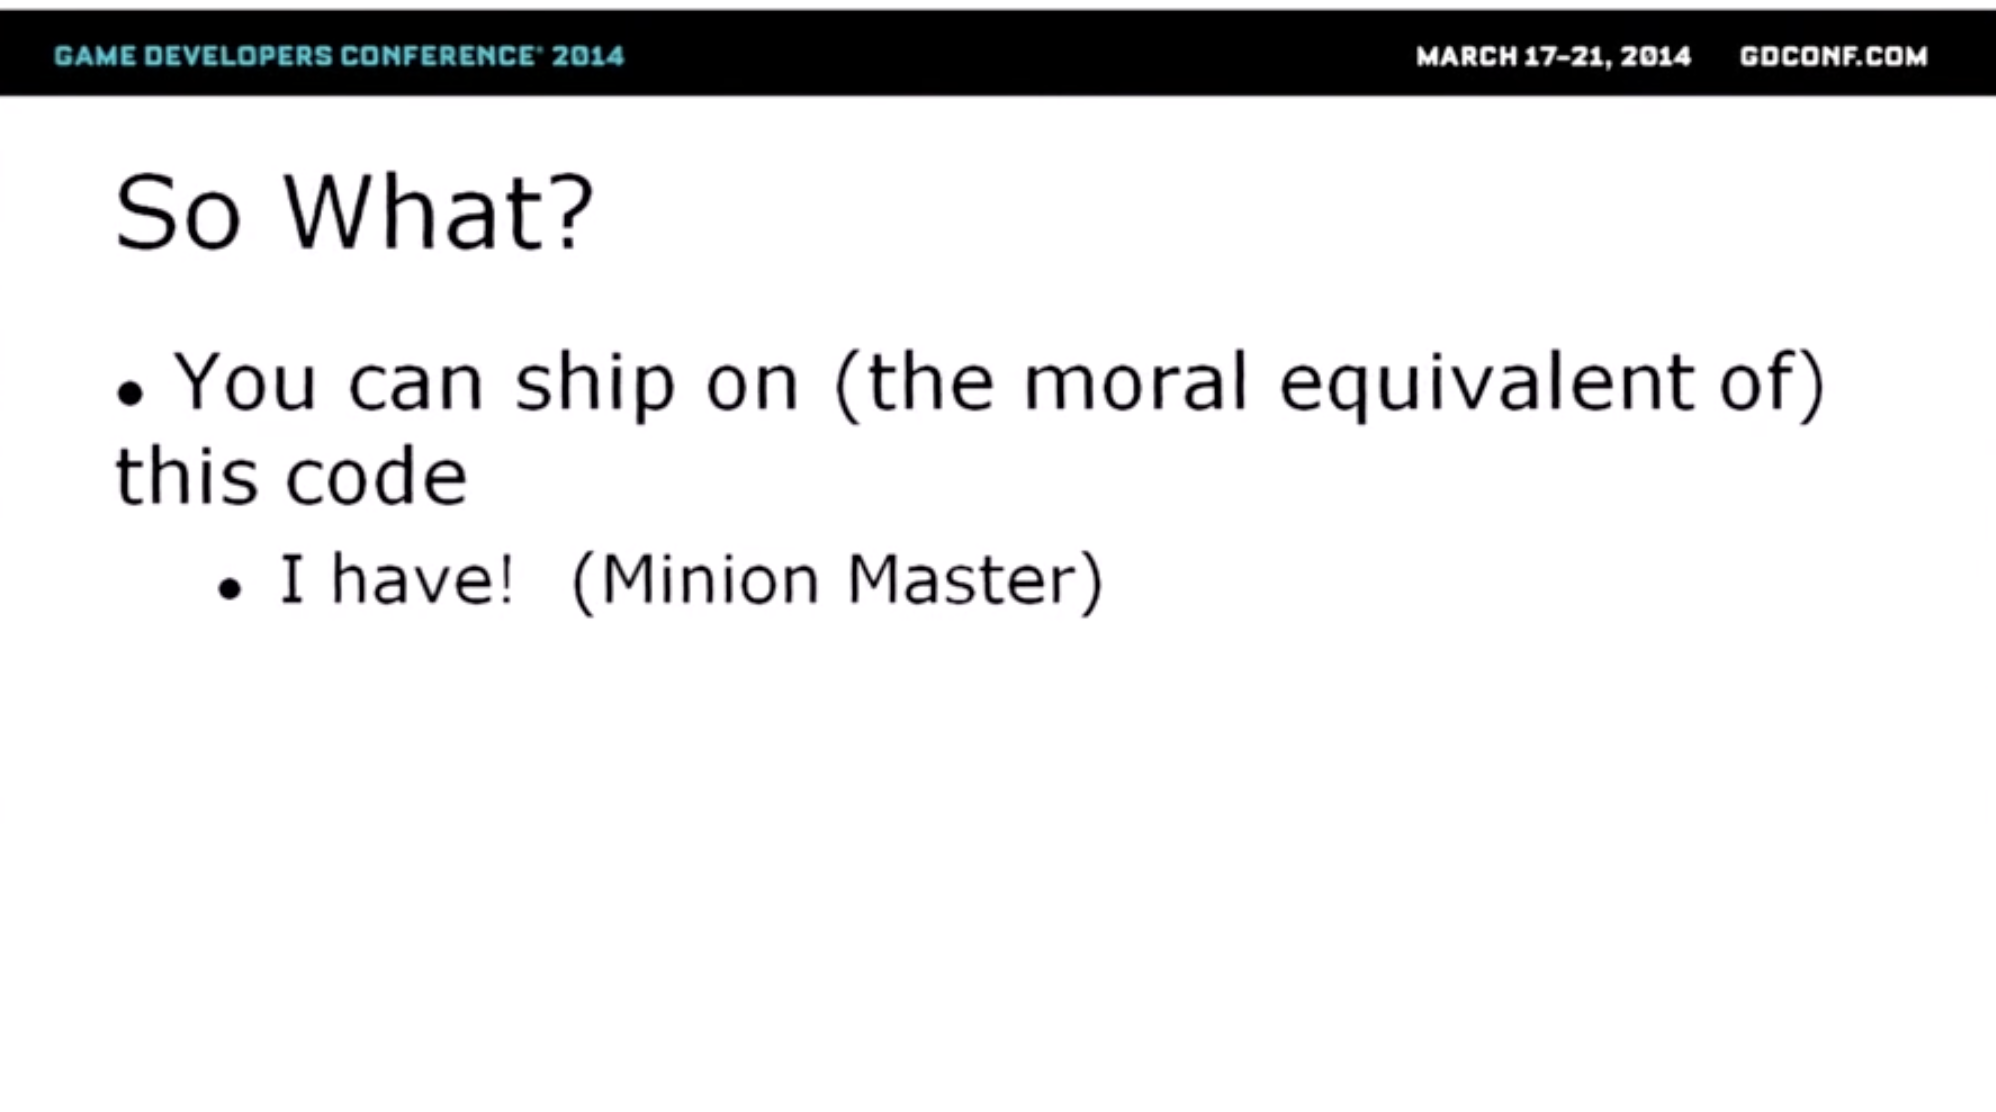 GAME DEVELOPERS CONFERENCE® 2014 MARCH 17–21, 2014 GDCONF.COM
So What?
• You can ship on (the moral equivalent of)
this code
• I have! (Minion Master)